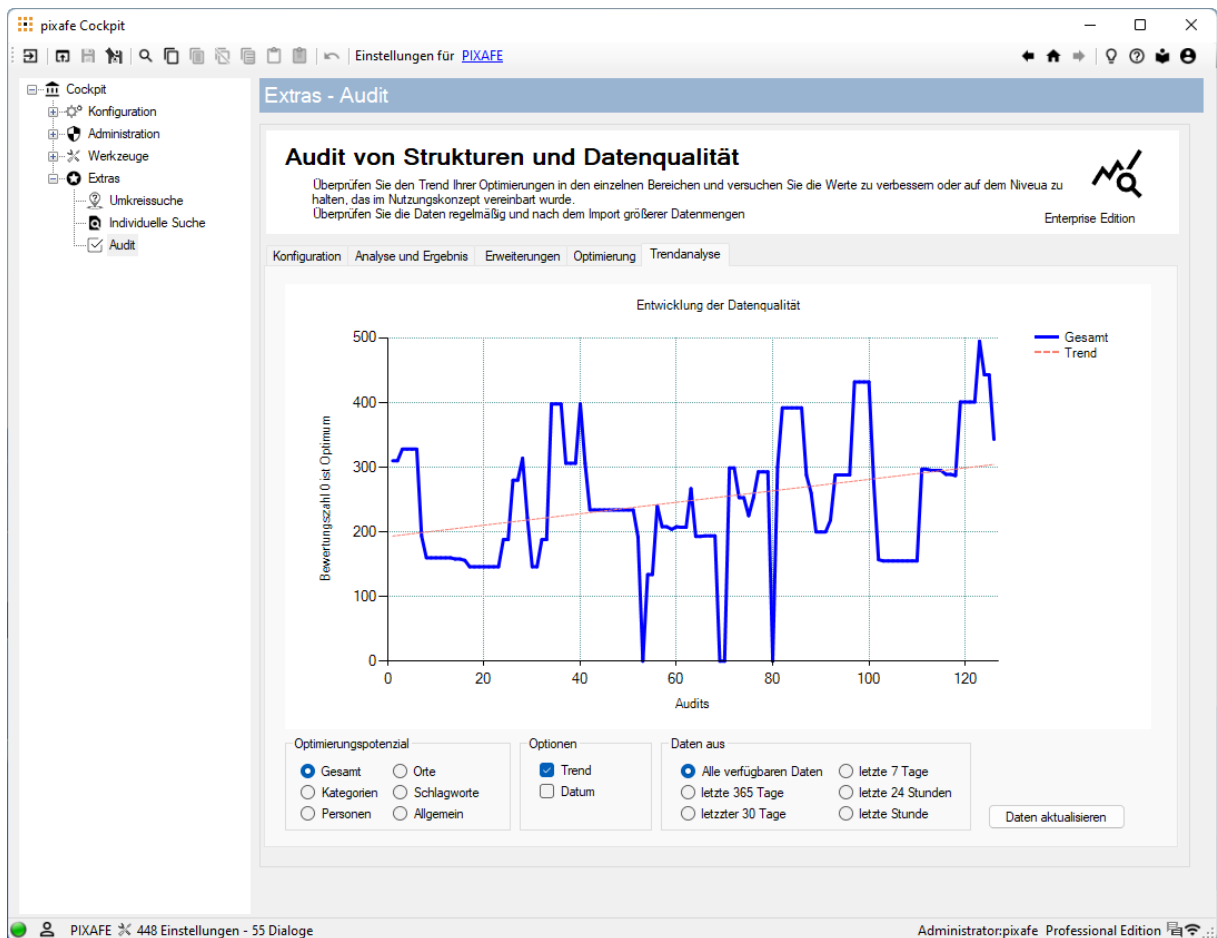 pixafe Cockpit
Einstellungen für PIXAFE
Cockpit
Konfiguration
Administration
Werkzeuge
Extras
Umkreissuche
Individuelle Suche
Audit
Extras - Audit
Audit von Strukturen und Datenqualität
Überprüfen Sie den Trend Ihrer Optimierungen in den einzelnen Bereichen und versuchen Sie die Werte zu verbessern oder auf dem Niveua zu
halten, das im Nutzungskonzept vereinbart wurde.
Überprüfen Sie die Daten regelmäßig und nach dem Import größerer Datenmengen
Enterprise Edition
Konfiguration Analyse und Ergebnis Erweiterungen Optimierung Trendanalyse
Entwicklung der Datenqualität
Bewertungszahl 0 ist Optimum
500
400
300
200
100
0
0 20 40 60 80 100 120
Audits
Gesamt
Trend
Optimierungspotenzial
Gesamt Orte
Kategorien Schlagworte
Personen Allgemein
Optionen
Trend
Datum
Daten aus
Alle verfügbaren Daten letzte 7 Tage
letzte 365 Tage letzte 24 Stunden
letzzter 30 Tage letzte Stunde
Daten aktualisieren
PIXAFE 448 Einstellungen - 55 Dialoge
Administrator:pixafe Professional Edition